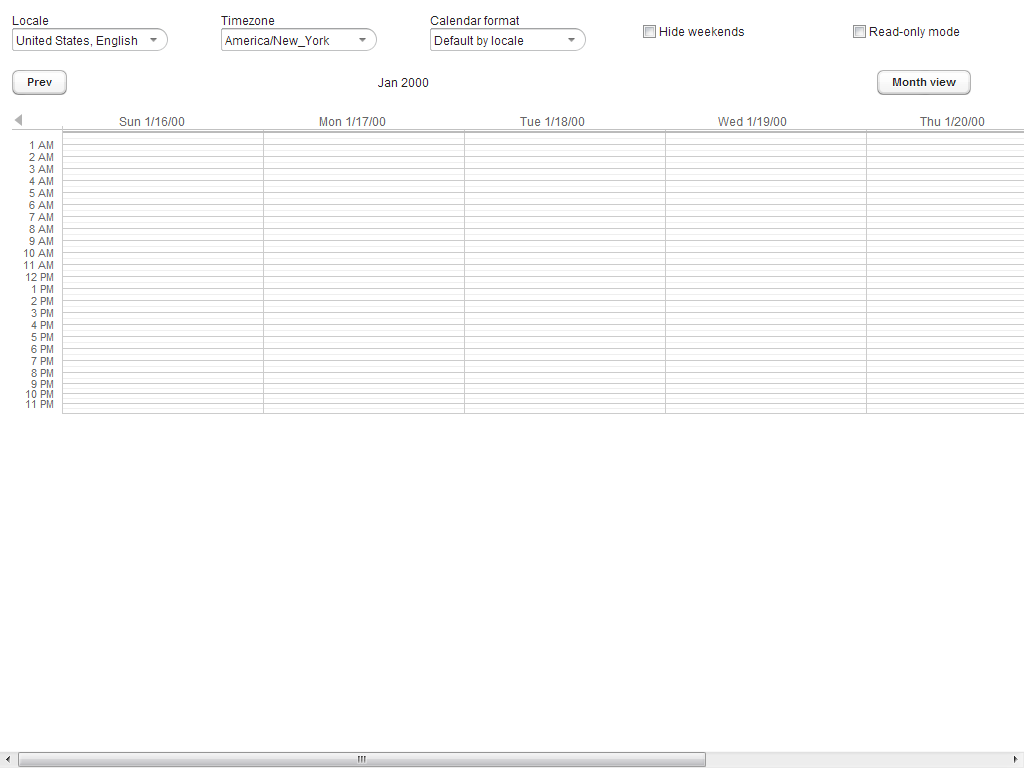 Locale
Timezone
Calendar format
United States, English
America/New_York
Default by locale
Hide weekends
Read-only mode
Prev
Jan 2000
Month view
Sun 1/16/00
Mon 1/17/00
Tue 1/18/00
Wed 1/19/00
Thu 1/20/00
1 AM
2 AM
3 AM
4 AM
5 AM
6 AM
7 AM
8 AM
9 AM
10 AM
11 AM
12 PM
1 PM
2 PM
3 PM
4 PM
5 PM
6 PM
7 PM
8 PM
9 PM
10 PM
11 PM